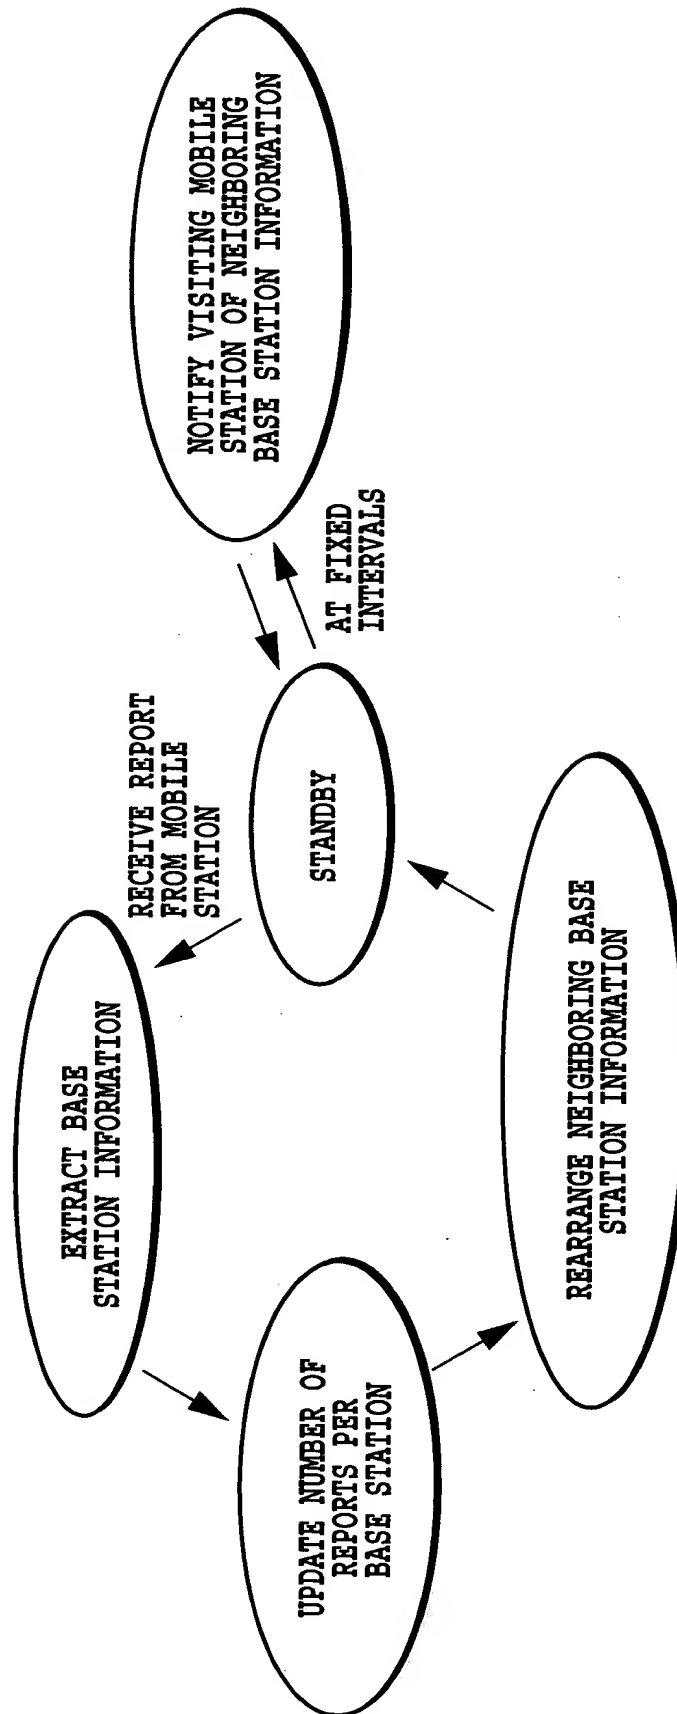 EXTRACT BASE
STATION INFORMATION
RECEIVE REPORT
FROM MOBILE
STATION
NOTIFY VISITING MOBILE
STATION OF NEIGHBORING
BASE STATION INFORMATION
UPDATE NUMBER OF
REPORTS PER
BASE STATION
STANDBY
AT FIXED
INTERVALS
REARRANGE NEIGHBORING BASE
STATION INFORMATION